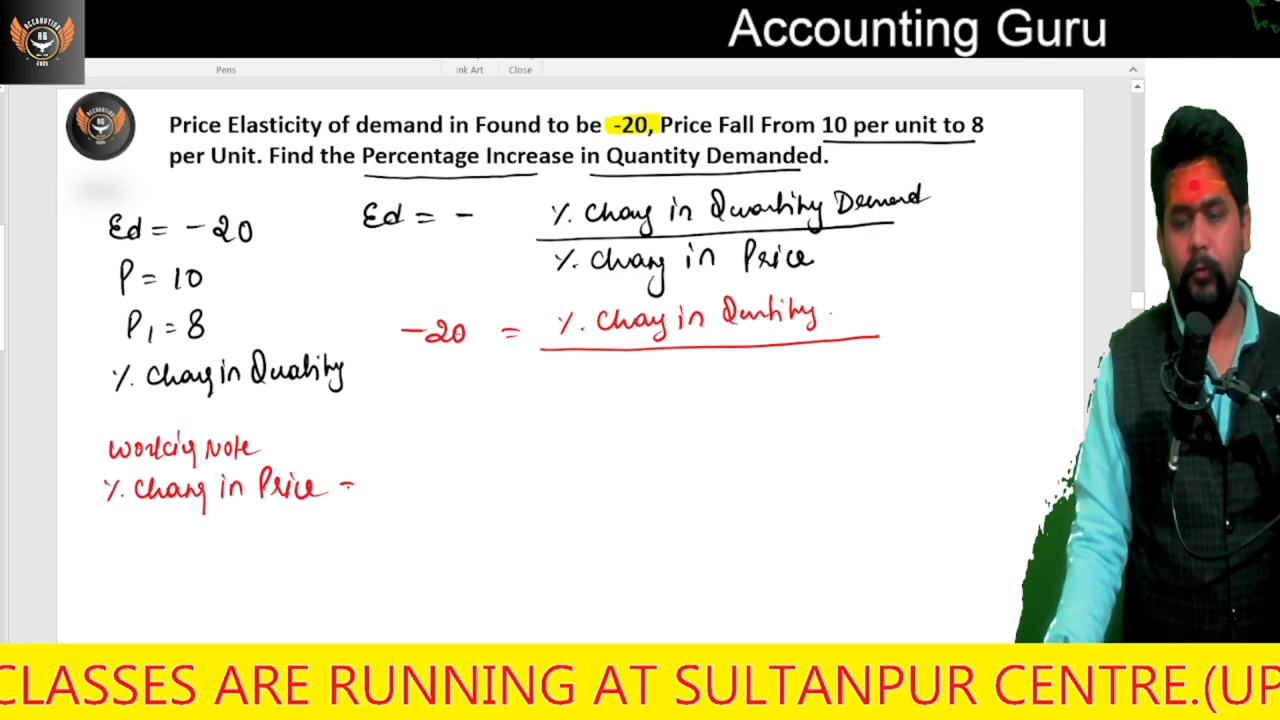 Accounting Guru
Pens
Ink Art
Close
Price Elasticity of demand in Found to be -20, Price Fall From 10 per unit to 8
per Unit. Find the Percentage Increase in Quantity Demanded.
Ed = -20
P = 10
P1 = 8
Ed = -
% Chang in Quantity Demand
% Chang in Price
-20 = % Chang in Quntity.
% Chang in Quality
Working Note
% Chang in Price =
CLASSES ARE RUNNING AT SULTANPUR CENTRE.(UP